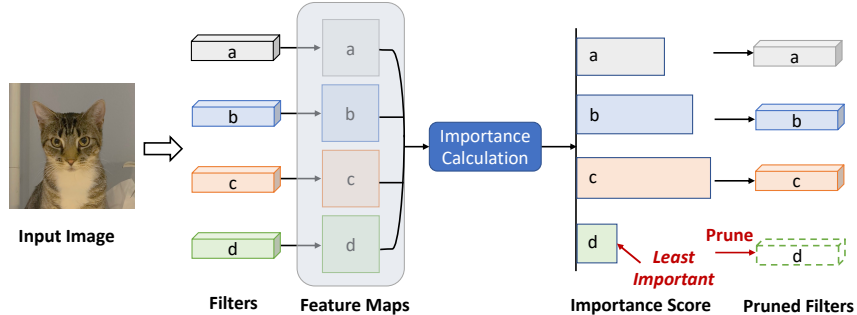 a
b
c
d
a
b
c
d
Importance
Calculation
a
b
c
d
a
b
c
d
Prune
Least
Important
Input Image
Filters
Feature Maps
Importance Score
Pruned Filters